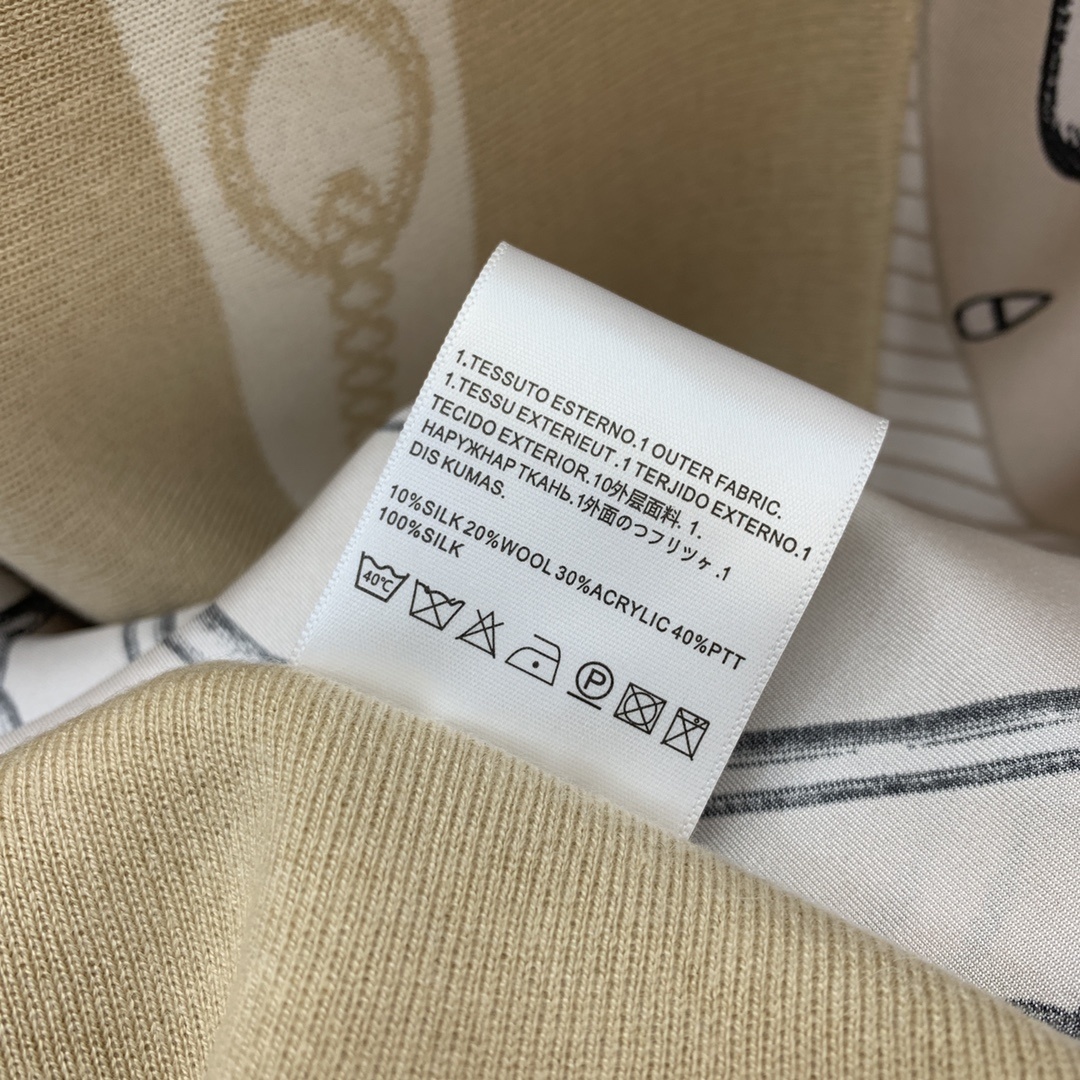 1.TESSUTO ESTERNO.1 OUTER FABRIC.
1.TESSU EXTERIEUT .1 TERJIDO EXTERNO.1
TECIDO EXTERIOR. 10外层面料. 1.
НАРУЖНАР ТКАНЬ.1外面のつフリツヶ .1
DIS KUMAS.
10%SILK 20%WOOL 30%ACRYLIC 40%PTT
100%SILK
40℃
P